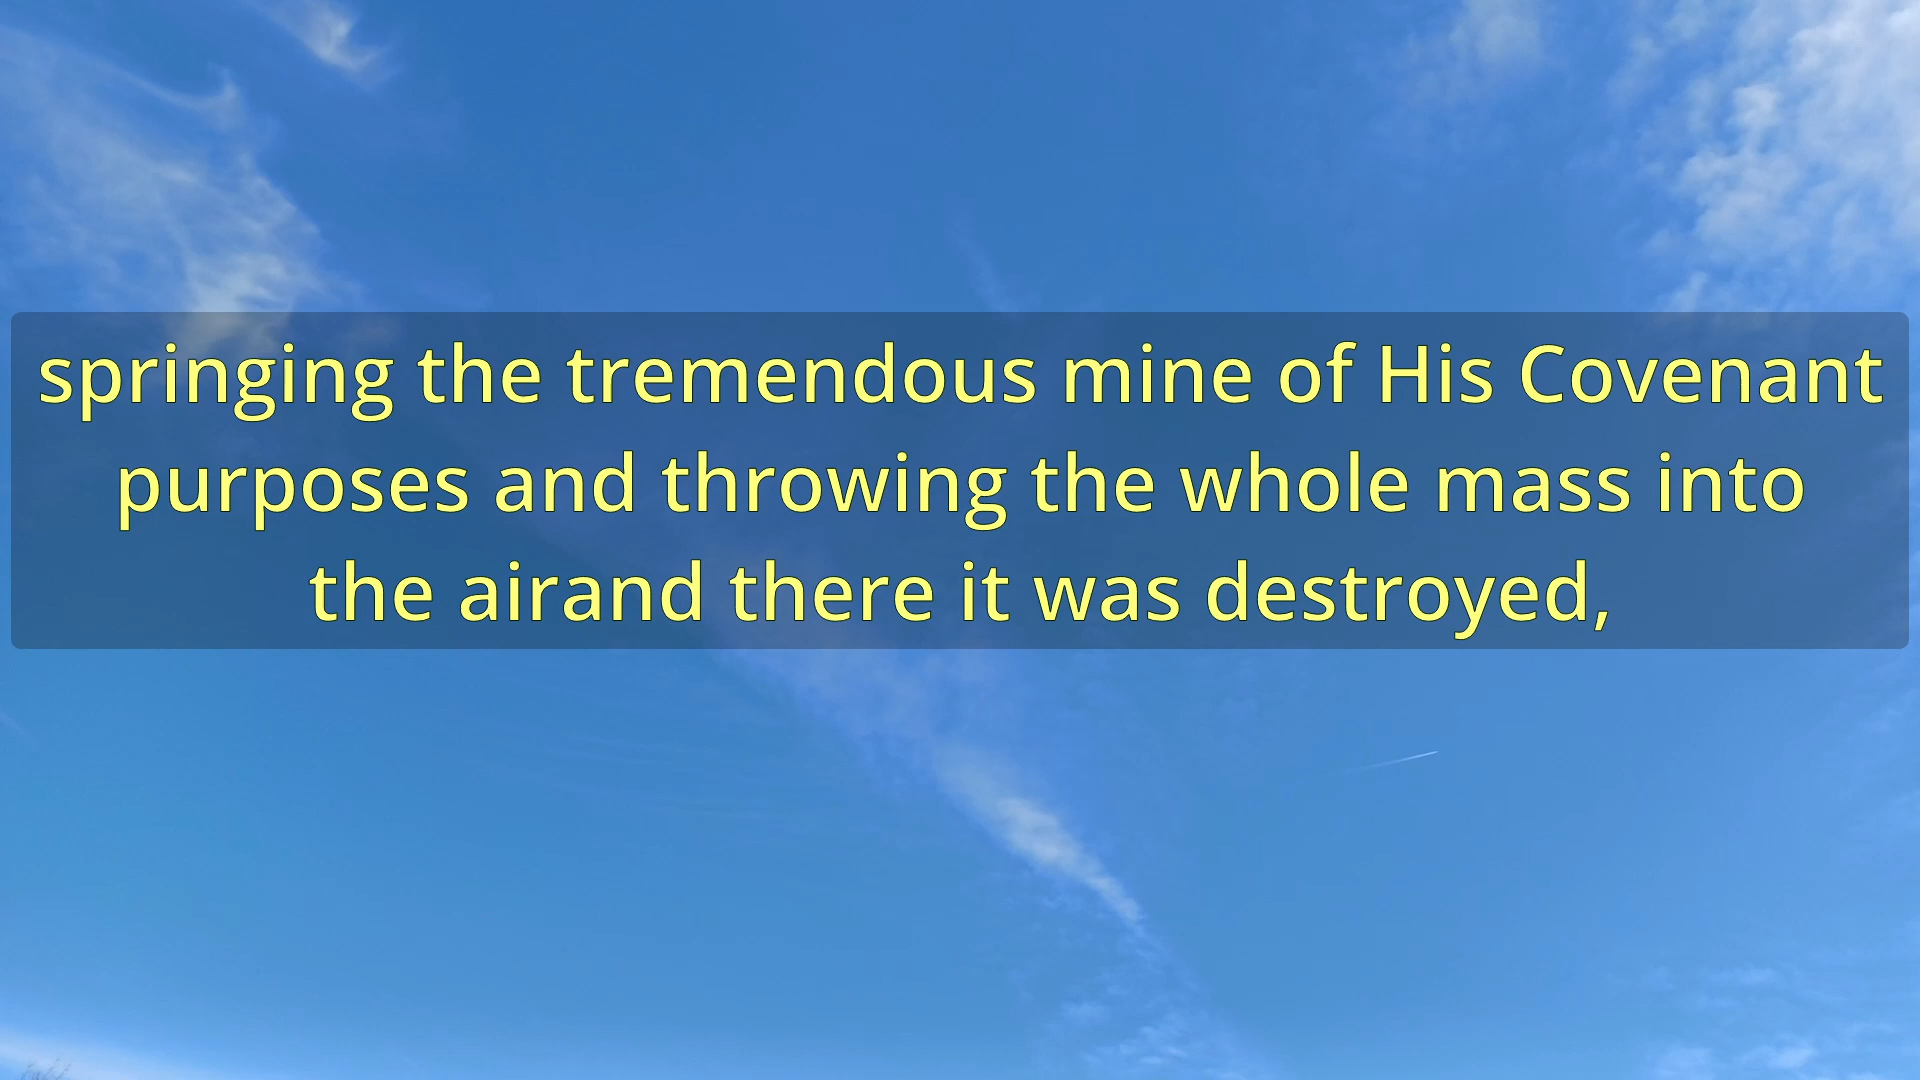 springing the tremendous mine of His Covenant
purposes and throwing the whole mass into
the airand there it was destroyed,